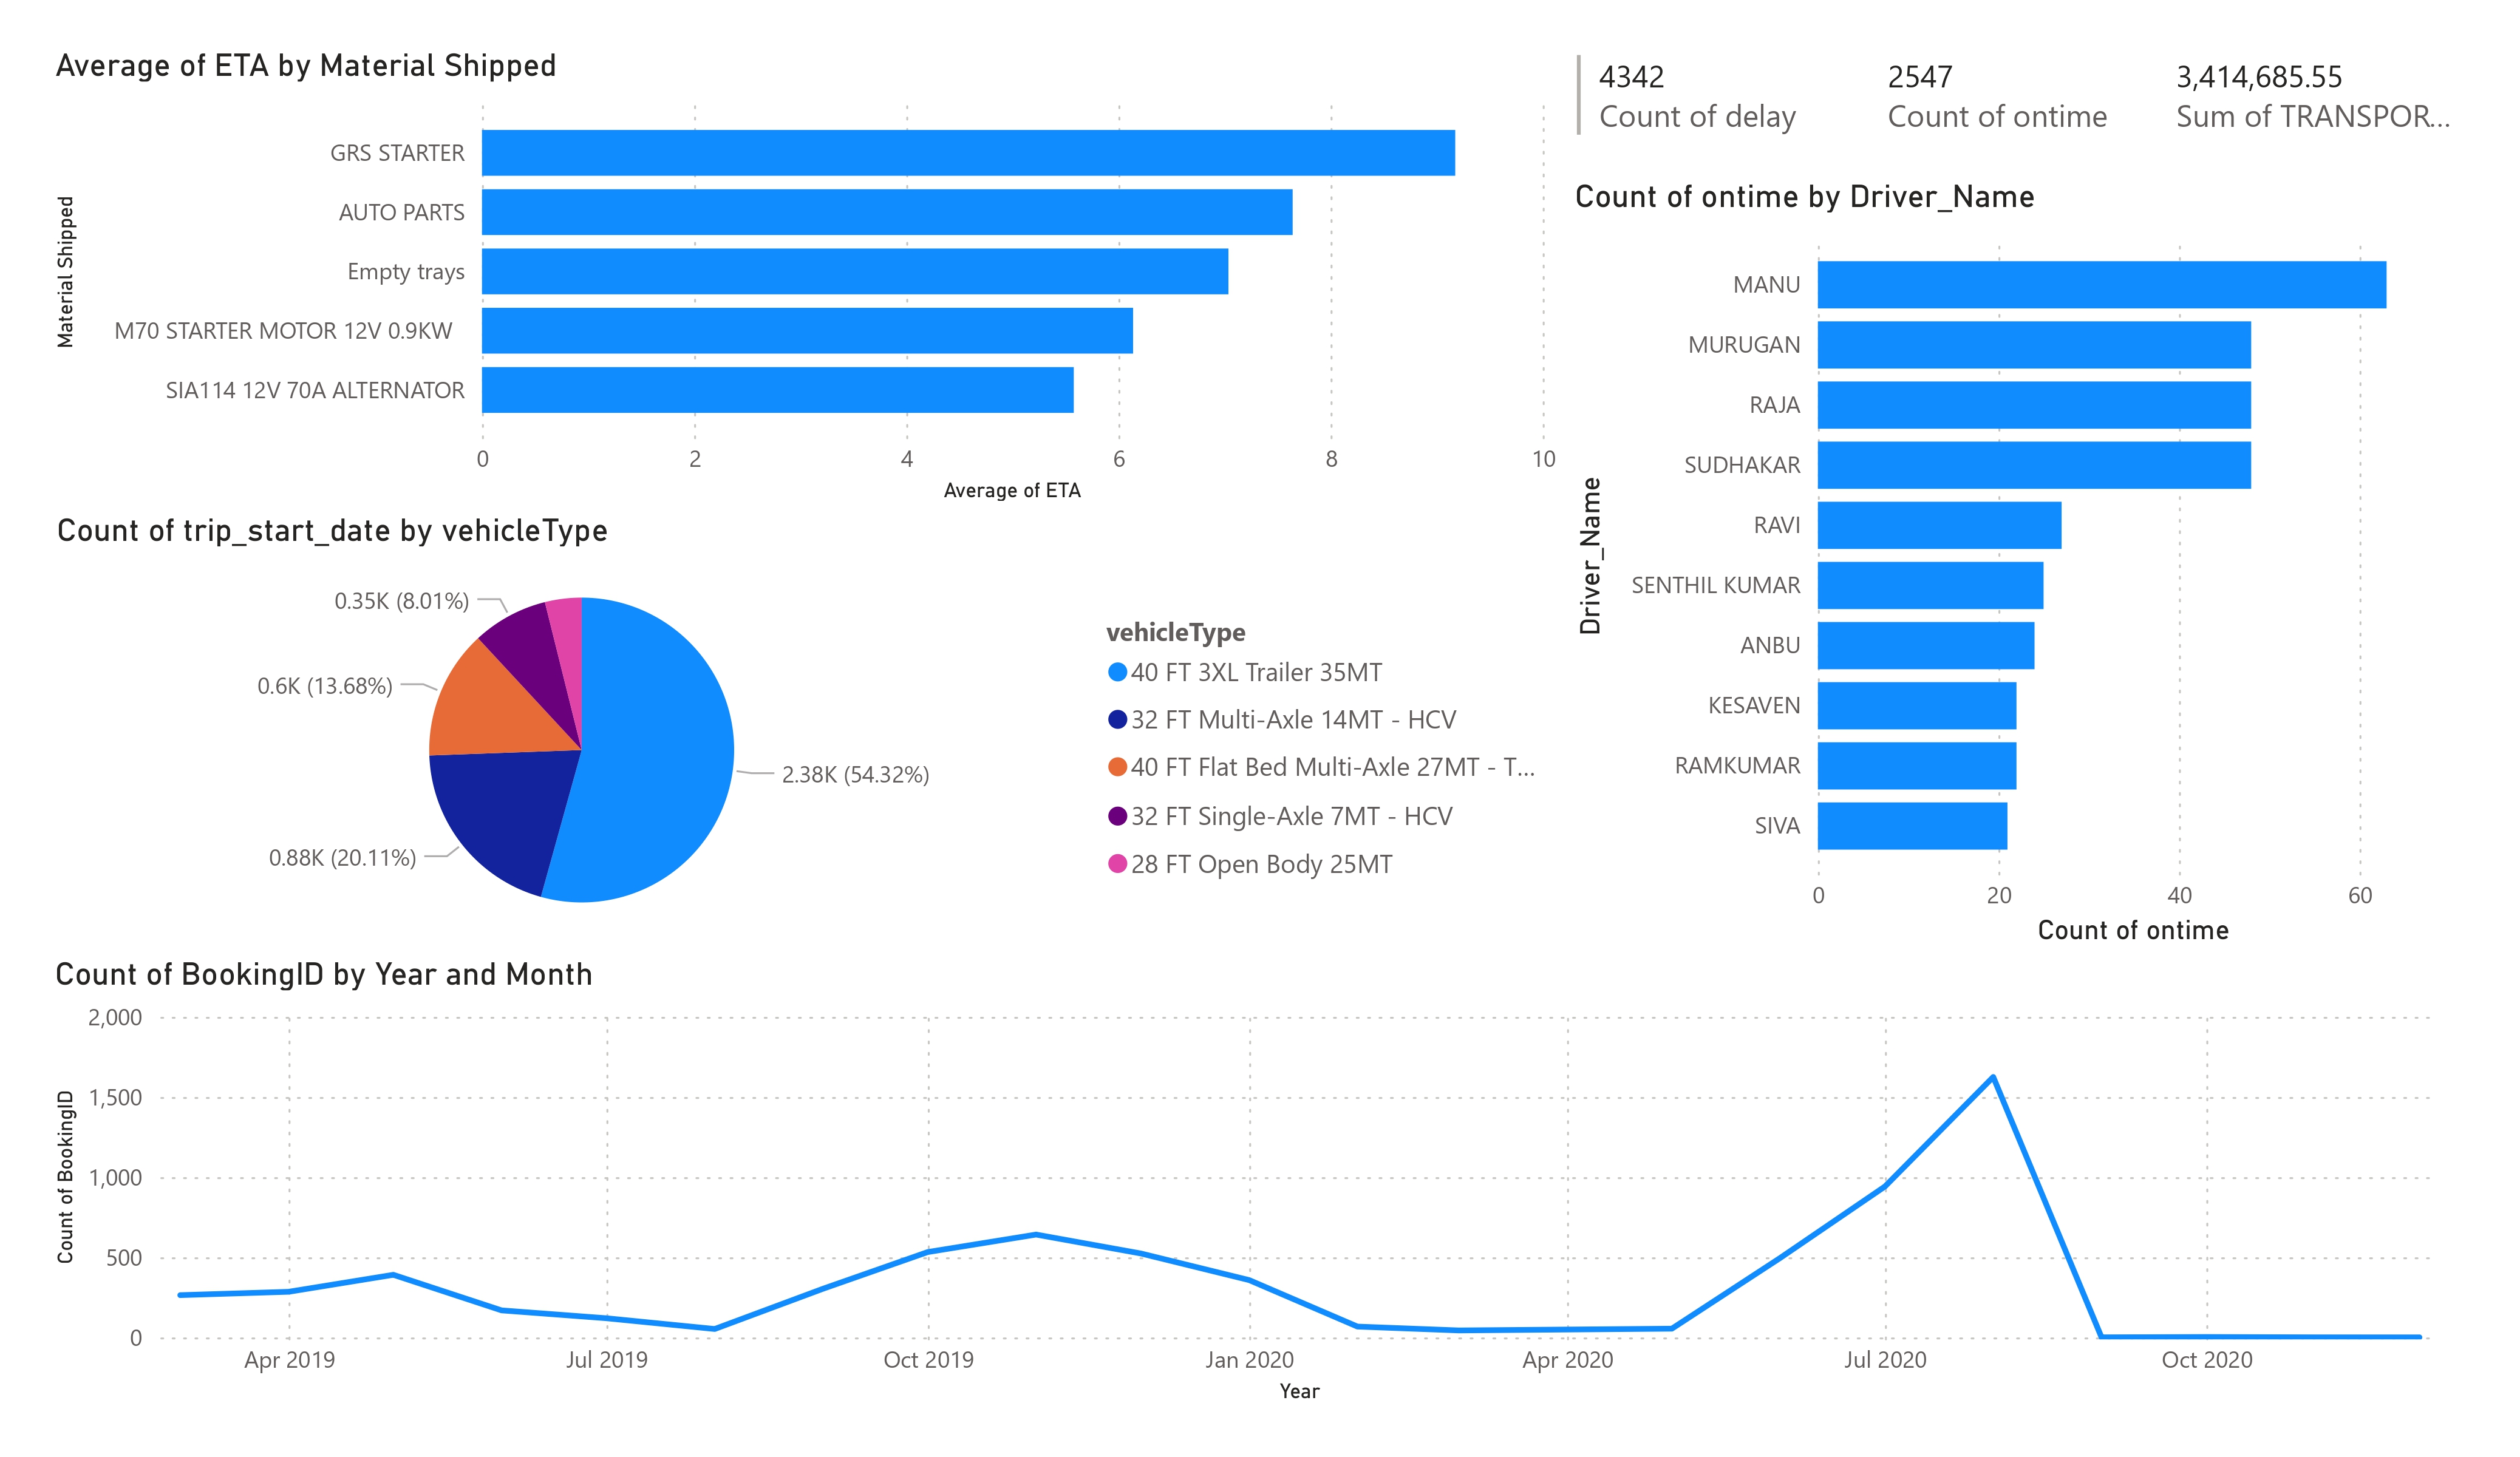 Average of ETA by Material Shipped
Material Shipped
GRS STARTER
AUTO PARTS
Empty trays
M70 STARTER MOTOR 12V 0.9KW
SIA114 12V 70A ALTERNATOR
0 2 4 6 8 10
Average of ETA
4342 2547 3,414,685.55
Count of delay Count of ontime Sum of TRANSPOR...
Count of ontime by Driver_Name
Driver_Name
MANU
MURUGAN
RAJA
SUDHAKAR
RAVI
SENTHIL KUMAR
ANBU
KESAVEN
RAMKUMAR
SIVA
0 20 40 60
Count of ontime
Count of trip_start_date by vehicleType
0.35K (8.01%)
0.6K (13.68%)
2.38K (54.32%)
0.88K (20.11%)
vehicleType
40 FT 3XL Trailer 35MT
32 FT Multi-Axle 14MT - HCV
40 FT Flat Bed Multi-Axle 27MT - T...
32 FT Single-Axle 7MT - HCV
28 FT Open Body 25MT
Count of BookingID by Year and Month
Count of BookingID
2,000
1,500
1,000
500
0
Apr 2019 Jul 2019 Oct 2019 Jan 2020 Apr 2020 Jul 2020 Oct 2020
Year